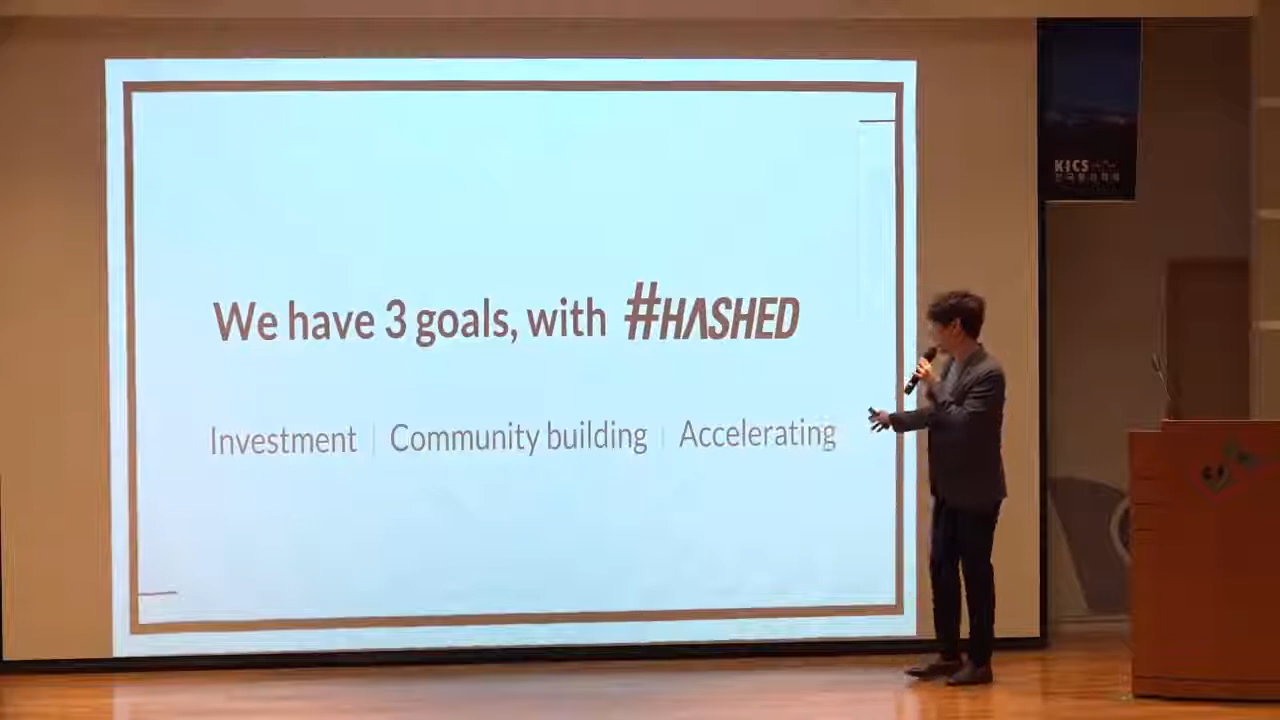 We have 3 goals, with #HASHED
Investment | Community building | Accelerating
KICS